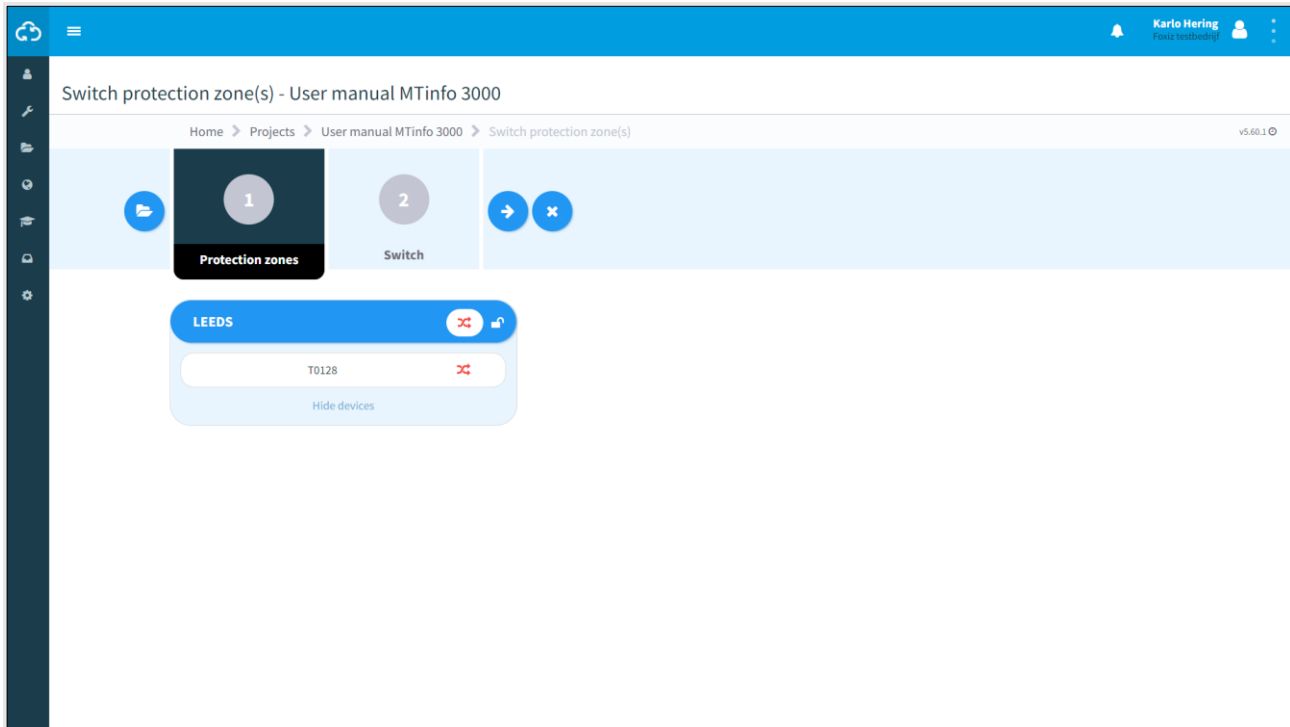 Karlo Hering
Foxiz testbedrijf
Switch protection zone(s) - User manual MTinfo 3000
Home Projects User manual MTinfo 3000 Switch protection zone(s)
v5.60.1
1
2
Protection zones
Switch
LEEDS
T0128
Hide devices